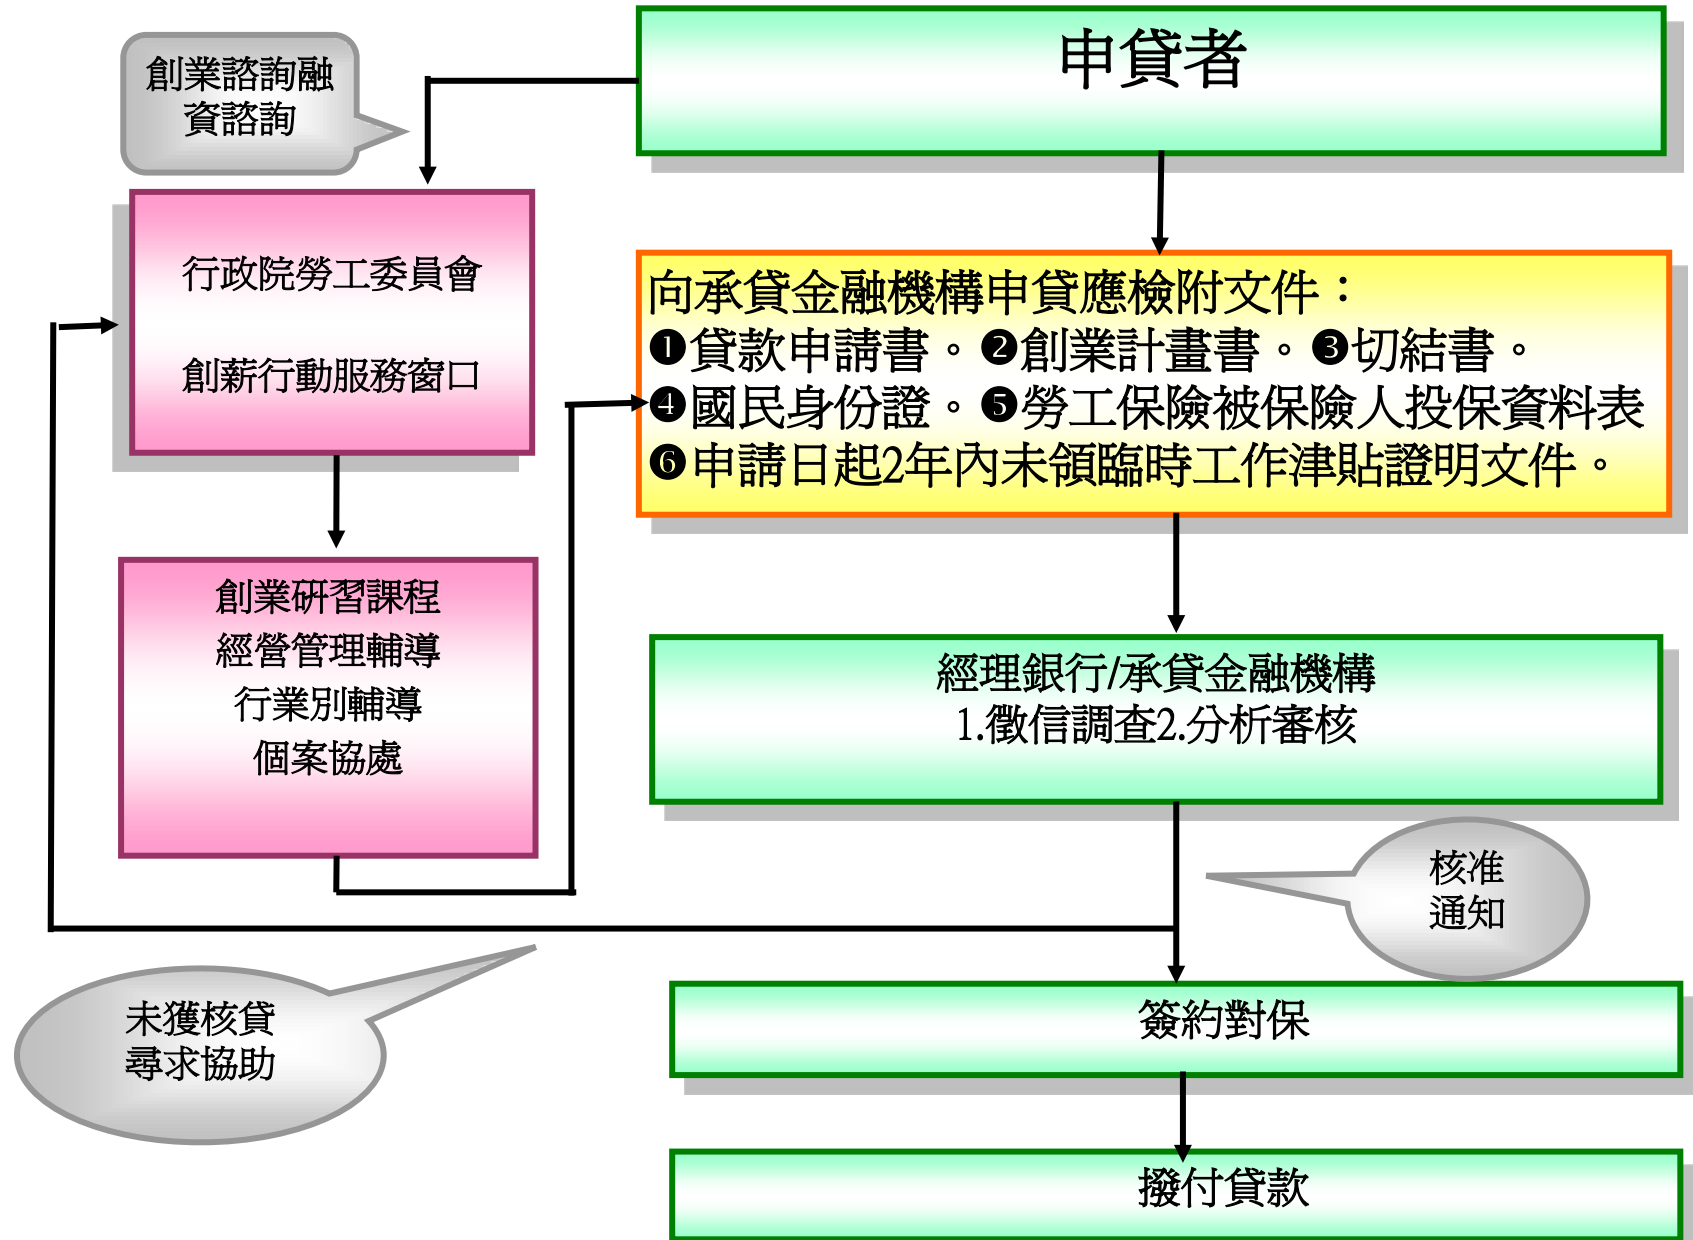 申貸者
創業諮詢融
資諮詢
行政院勞工委員會
創薪行動服務窗口
向承貸金融機構申貸應檢附文件：
❶貸款申請書。❷創業計畫書。❸切結書。
❹國民身份證。❺勞工保險被保險人投保資料表
❻申請日起2年內未領臨時工作津貼證明文件。
創業研習課程
經營管理輔導
行業別輔導
個案協處
經理銀行/承貸金融機構
1.徵信調查2.分析審核
核准
通知
未獲核貸
尋求協助
簽約對保
撥付貸款